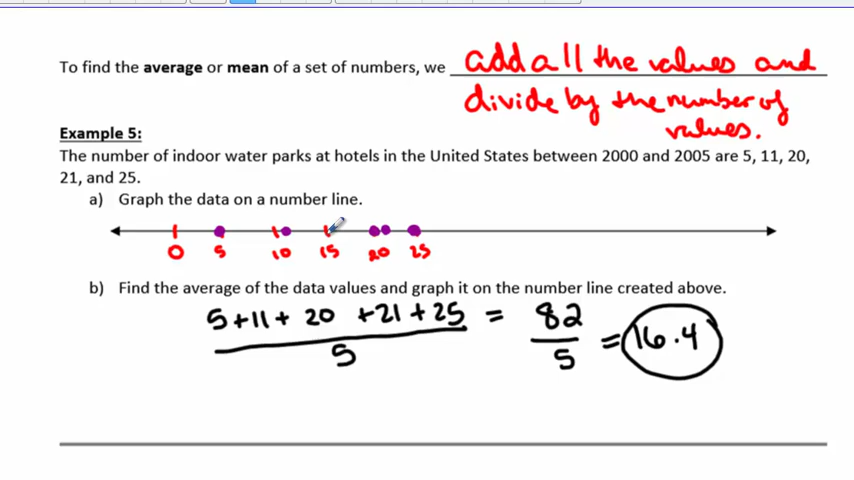 To find the average or mean of a set of numbers, we add all the values and
divide by the number of
values.
Example 5:
The number of indoor water parks at hotels in the United States between 2000 and 2005 are 5, 11, 20,
21, and 25.
a) Graph the data on a number line.
0 5 10 15 20 25
b) Find the average of the data values and graph it on the number line created above.
5+11+ 20 +21+25 = 82
5 5 =16.4